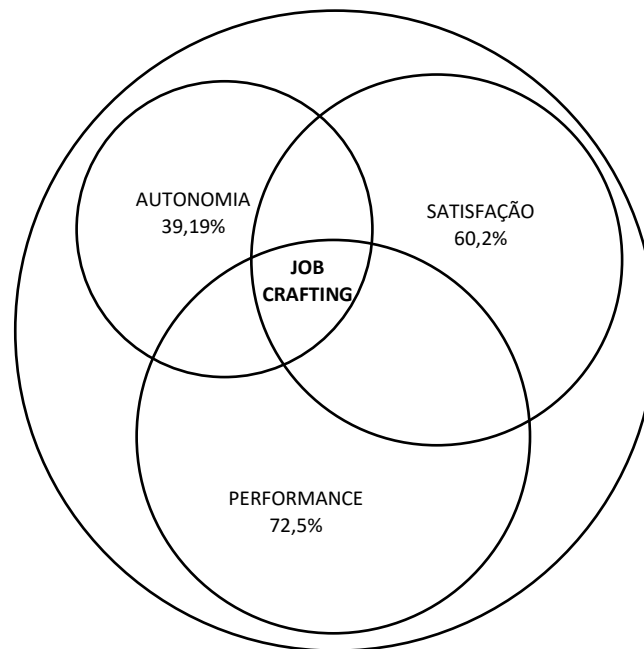 AUTONOMIA
39,19%
SATISFAÇÃO
60,2%
JOB
CRAFTING
PERFORMANCE
72,5%